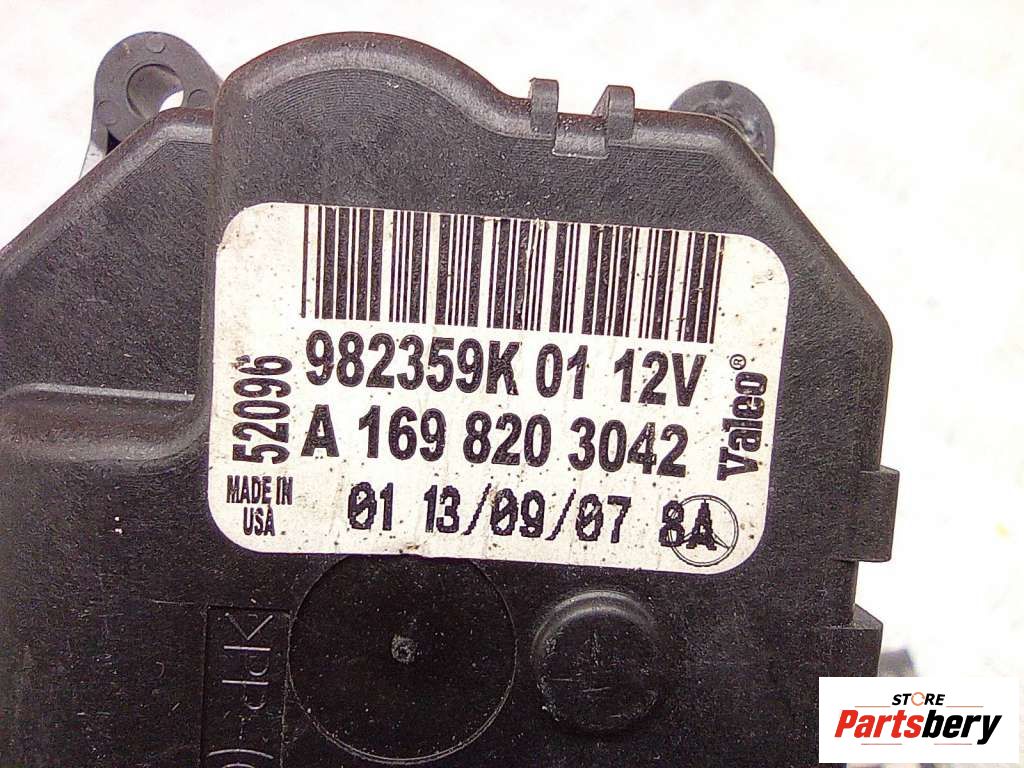 982359K 01 12V
A 169 820 3042
01 13/09/07 8A
52096
MADE IN
USA
Valeo®
STORE
Partsbery